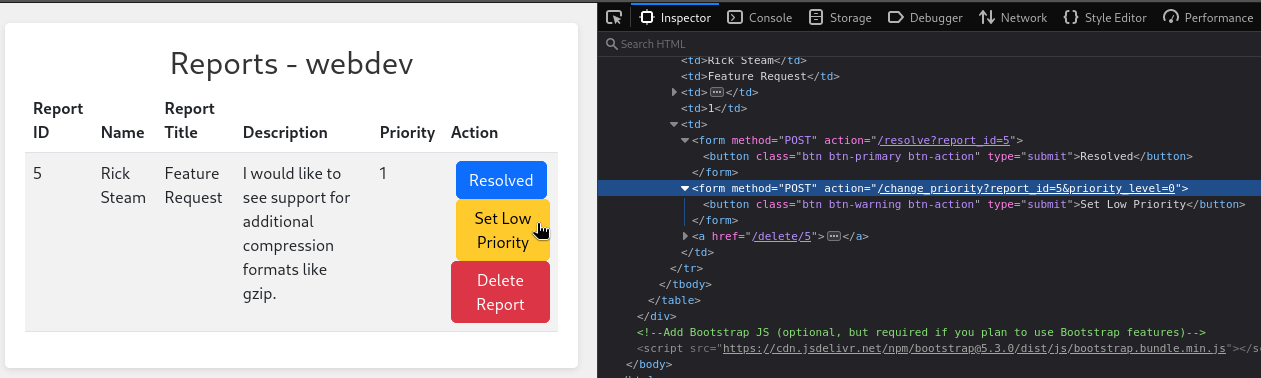 Reports - webdev
Report ID Name Report Title Description Priority Action
5 Rick Steam Feature Request I would like to see support for additional compression formats like gzip. 1
Resolved
Set Low Priority
Delete Report
Inspector Console Storage Debugger Network Style Editor Performance
Search HTML
<td>Rick Steam</td>
<td>Feature Request</td>
<td>…</td>
<td>1</td>
<td>
<form method="POST" action="/resolve?report_id=5">
<button class="btn btn-primary btn-action" type="submit">Resolved</button>
</form>
<form method="POST" action="/change_priority?report_id=5&priority_level=0">
<button class="btn btn-warning btn-action" type="submit">Set Low Priority</button>
</form>
<a href="/delete/5">…</a>
</td>
</tr>
</tbody>
</table>
</div>
<!--Add Bootstrap JS (optional, but required if you plan to use Bootstrap features)-->
<script src="https://cdn.jsdelivr.net/npm/bootstrap@5.3.0/dist/js/bootstrap.bundle.min.js"></s
</body>